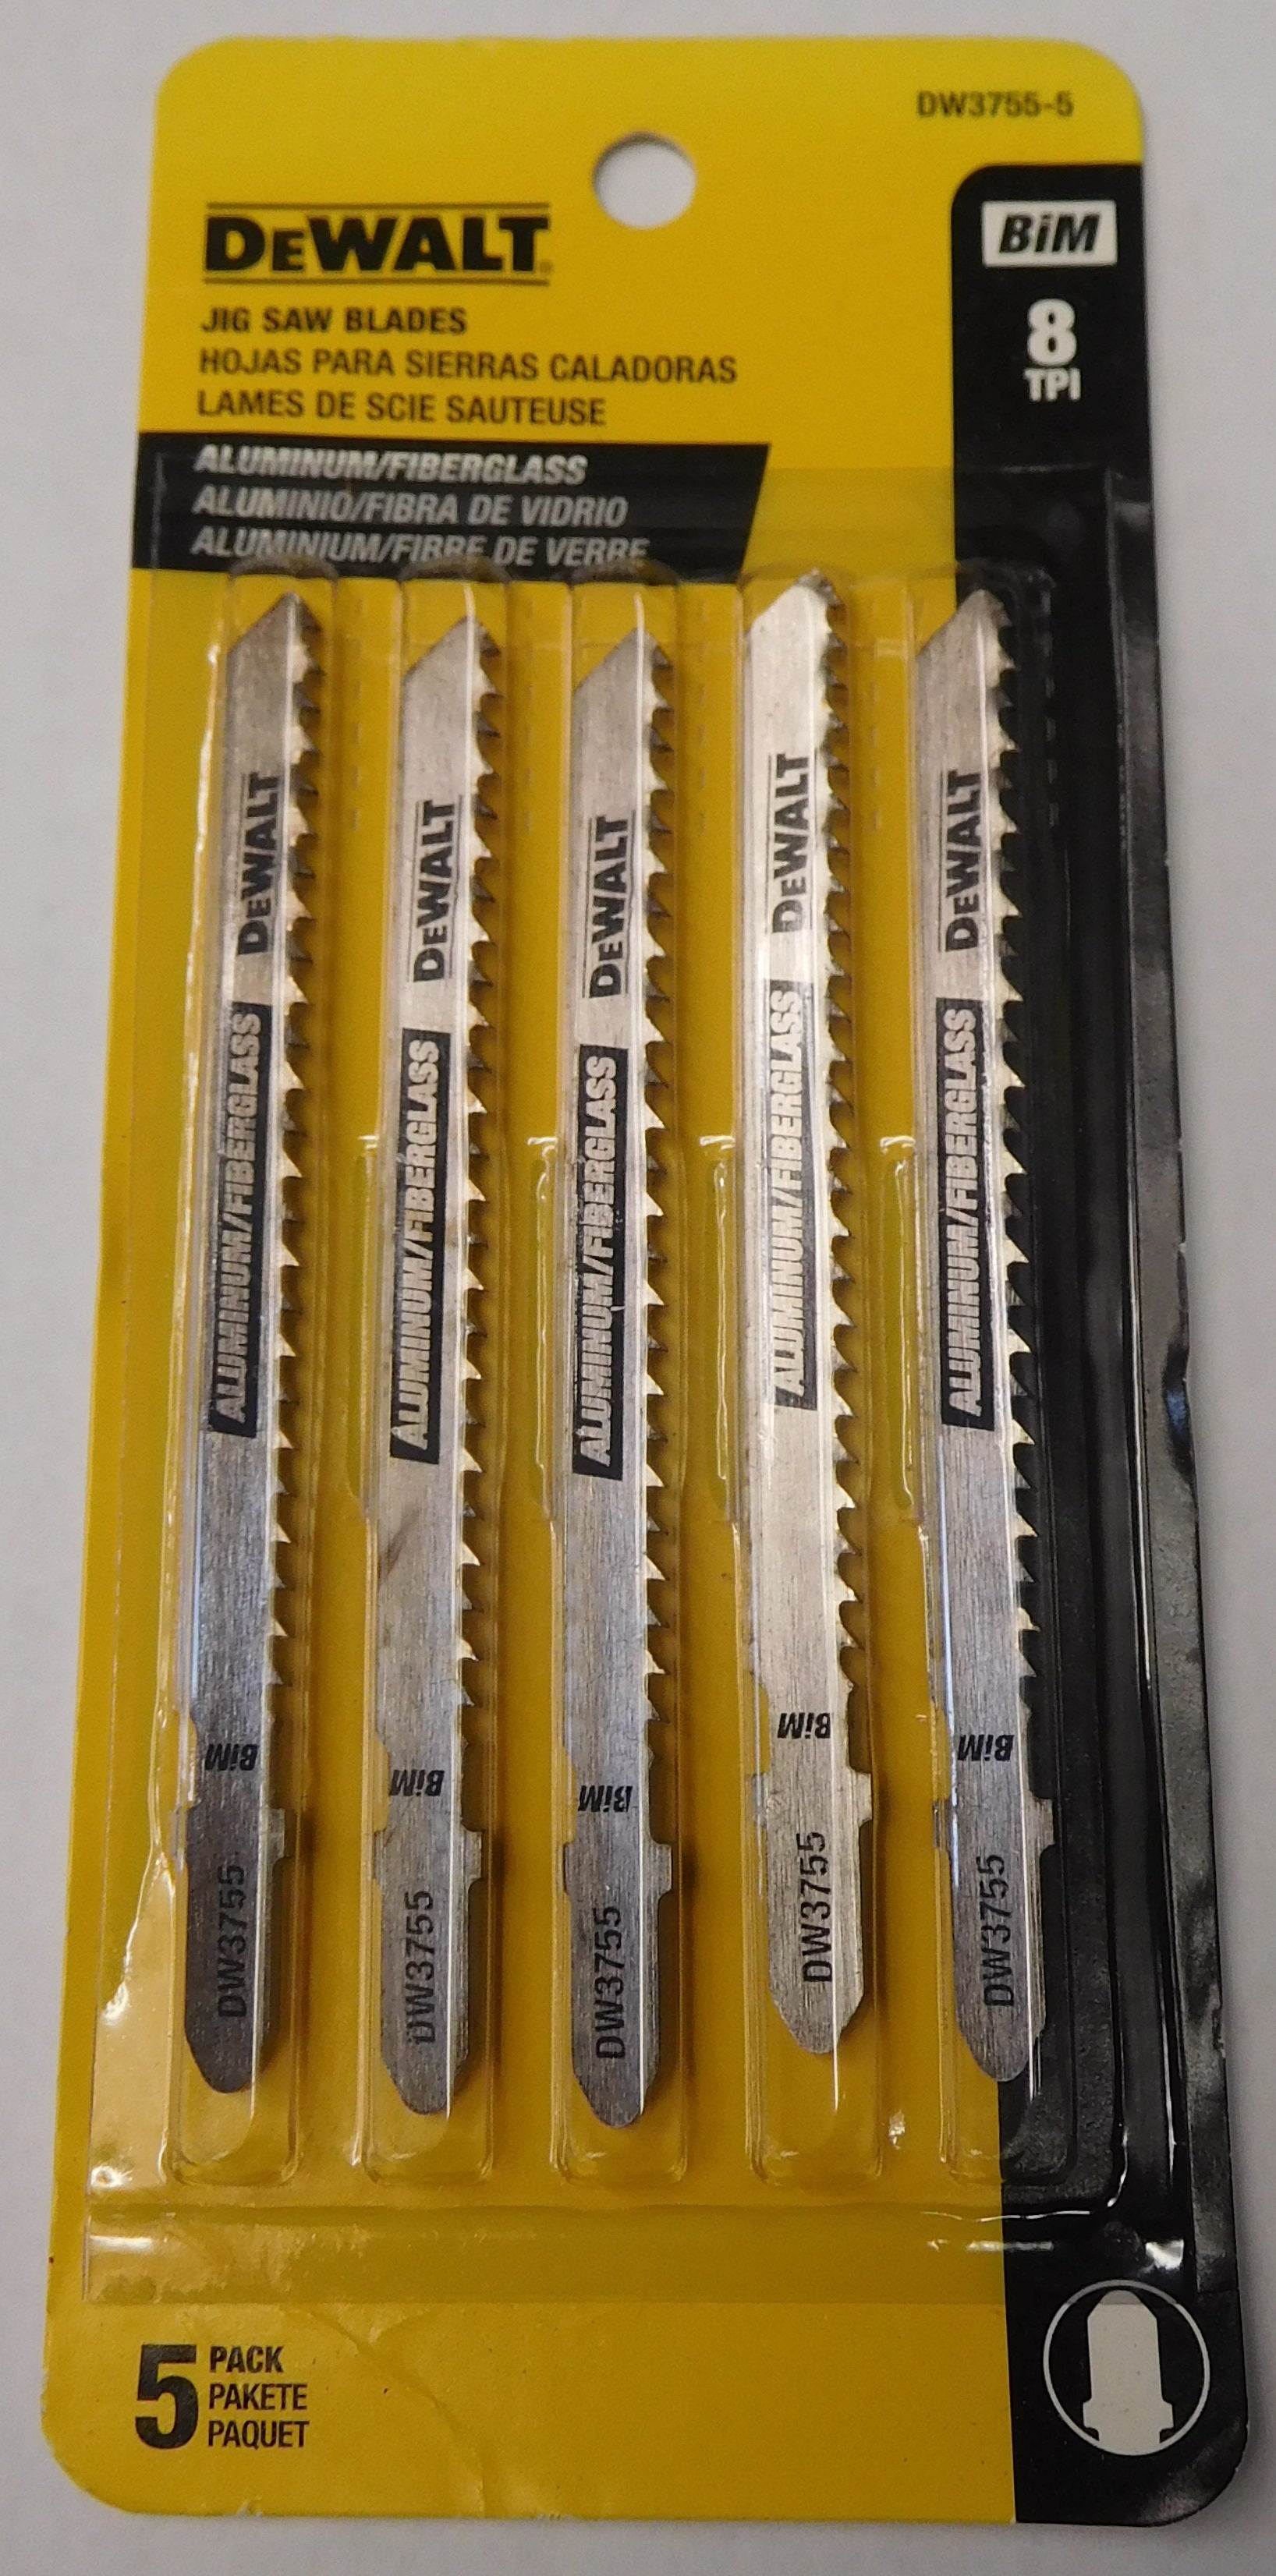 DW3755-5
DEWALT®
BiM
8
TPI
JIG SAW BLADES
HOJAS PARA SIERRAS CALADORAS
LAMES DE SCIE SAUTEUSE
ALUMINUM/FIBERGLASS
ALUMINIO/FIBRA DE VIDRIO
ALUMINIUM/FIBRE DE VERRE
DEWALT
ALUMINUM/FIBERGLASS
BiM
DW3755
DEWALT
ALUMINUM/FIBERGLASS
BiM
DW3755
DEWALT
ALUMINUM/FIBERGLASS
BiM
DW3755
DEWALT
ALUMINUM/FIBERGLASS
BiM
DW3755
DEWALT
ALUMINUM/FIBERGLASS
BiM
DW3755
5
PACK
PAKETE
PAQUET